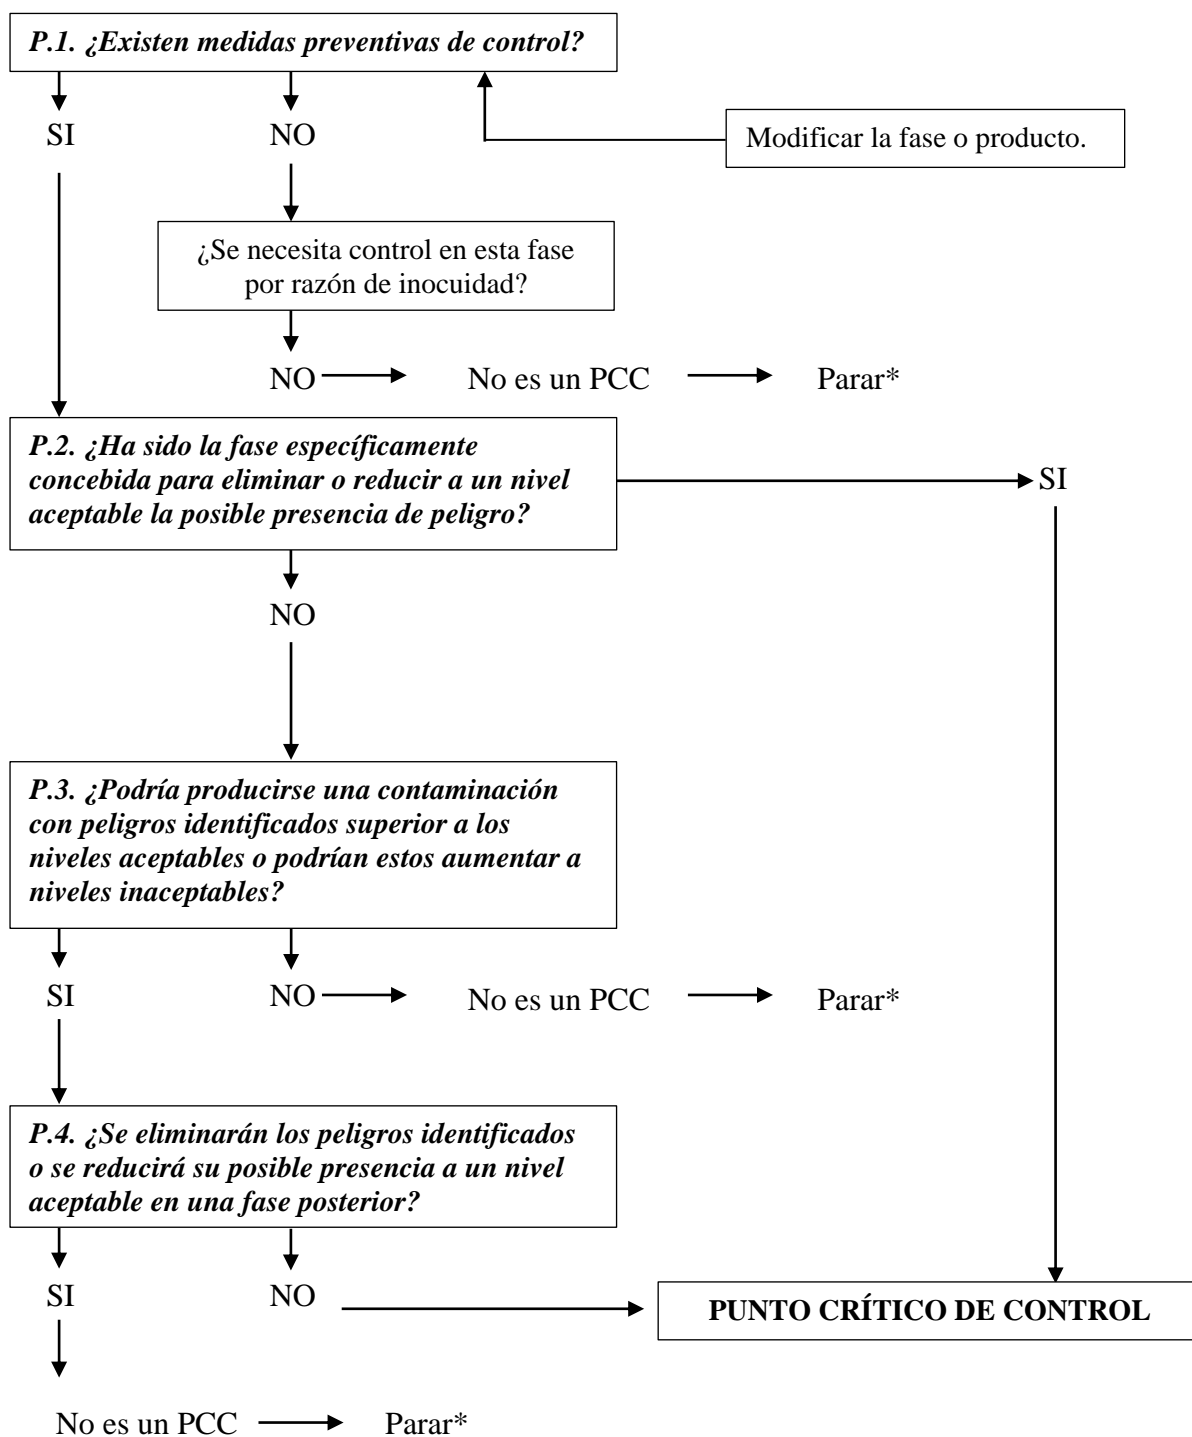 P.1. ¿Existen medidas preventivas de control?
SI
NO
Modificar la fase o producto.
¿Se necesita control en esta fase
por razón de inocuidad?
NO
No es un PCC
Parar*
P.2. ¿Ha sido la fase específicamente
concebida para eliminar o reducir a un nivel
aceptable la posible presencia de peligro?
SI
NO
P.3. ¿Podría producirse una contaminación
con peligros identificados superior a los
niveles aceptables o podrían estos aumentar a
niveles inaceptables?
SI
NO
No es un PCC
Parar*
P.4. ¿Se eliminarán los peligros identificados
o se reducirá su posible presencia a un nivel
aceptable en una fase posterior?
SI
NO
PUNTO CRÍTICO DE CONTROL
No es un PCC
Parar*